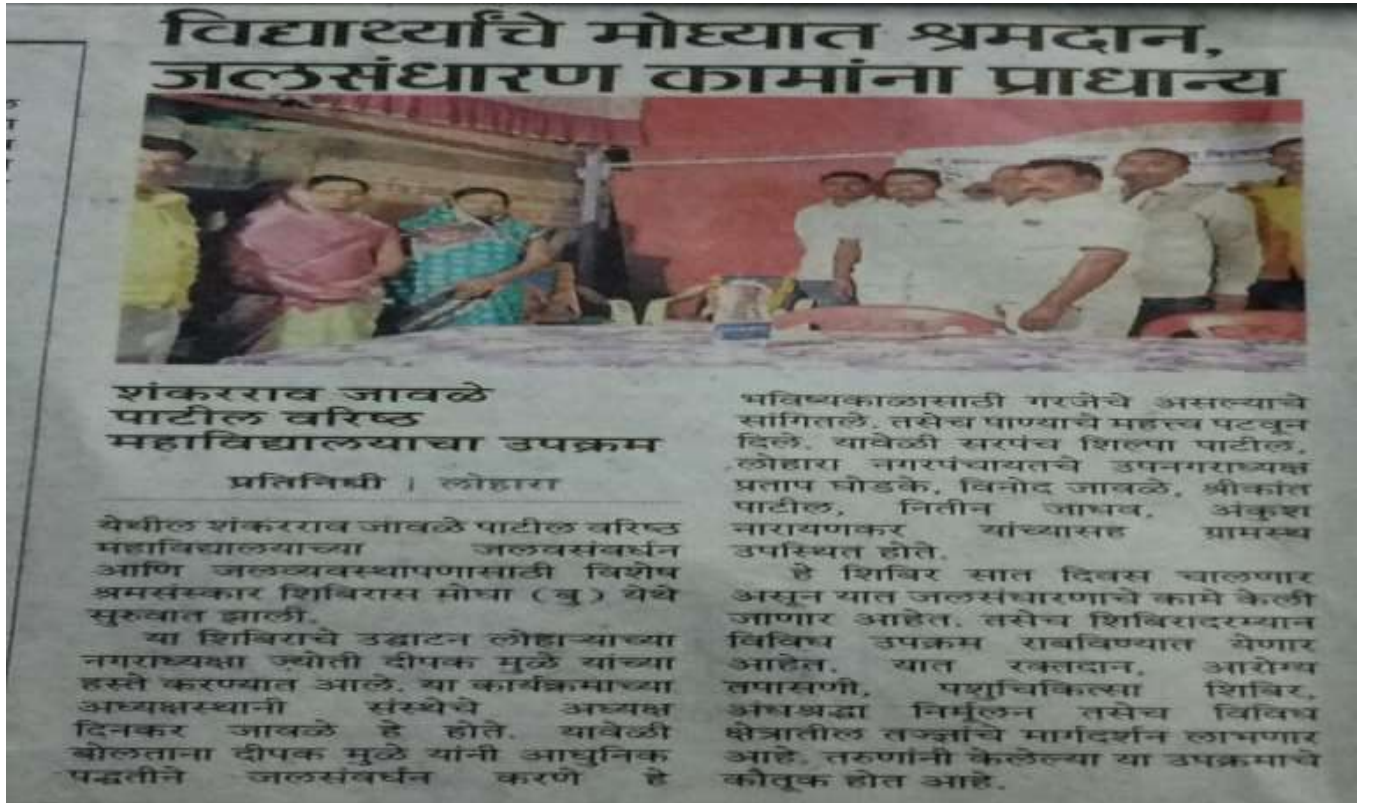 विद्यार्थ्यांचे मोघ्यात श्रमदान,
जलसंधारण कामांना प्राधान्य
शंकरराव जावळे
पाटील वरिष्ठ
महाविद्यालयाचा उपक्रम
प्रतिनिधी | लोहारा
येथील शंकरराव जावळे पाटील वरिष्ठ
महाविद्यालयाच्या जलवसंवर्धन
आणि जलव्यवस्थापणासाठी विशेष
श्रमसंस्कार शिबिरास मोघा (बु) येथे
सुरुवात झाली.
या शिबिराचे उद्घाटन लोहाऱ्याच्या
नगराध्यक्षा ज्योती दीपक मुळे यांच्या
हस्ते करण्यात आले. या कार्यक्रमाच्या
अध्यक्षस्थानी संस्थेचे अध्यक्ष
दिनकर जावळे हे होते. यावेळी
बोलताना दीपक मुळे यांनी आधुनिक
पद्धतीने जलसंवर्धन करणे हे
भविष्यकाळासाठी गरजेचे असल्याचे
सांगितले. तसेच पाण्याचे महत्त्व पटवून
दिले. यावेळी सरपंच शिल्पा पाटील,
लोहारा नगरपंचायतचे उपनगराध्यक्ष
प्रताप घोडके, विनोद जावळे, श्रीकांत
पाटील, नितीन जाधव, अंकुश
नारायणकर यांच्यासह ग्रामस्थ
उपस्थित होते.
हे शिबिर सात दिवस चालणार
असून यात जलसंधारणाचे कामे केली
जाणार आहेत. तसेच शिबिरादरम्यान
विविध उपक्रम राबविण्यात येणार
आहेत. यात रक्तदान, आरोग्य
तपासणी, पशुचिकित्सा शिबिर,
अंधश्रद्धा निर्मूलन तसेच विविध
क्षेत्रातील तज्ज्ञांचे मार्गदर्शन लाभणार
आहे. तरुणांनी केलेल्या या उपक्रमाचे
कौतूक होत आहे.